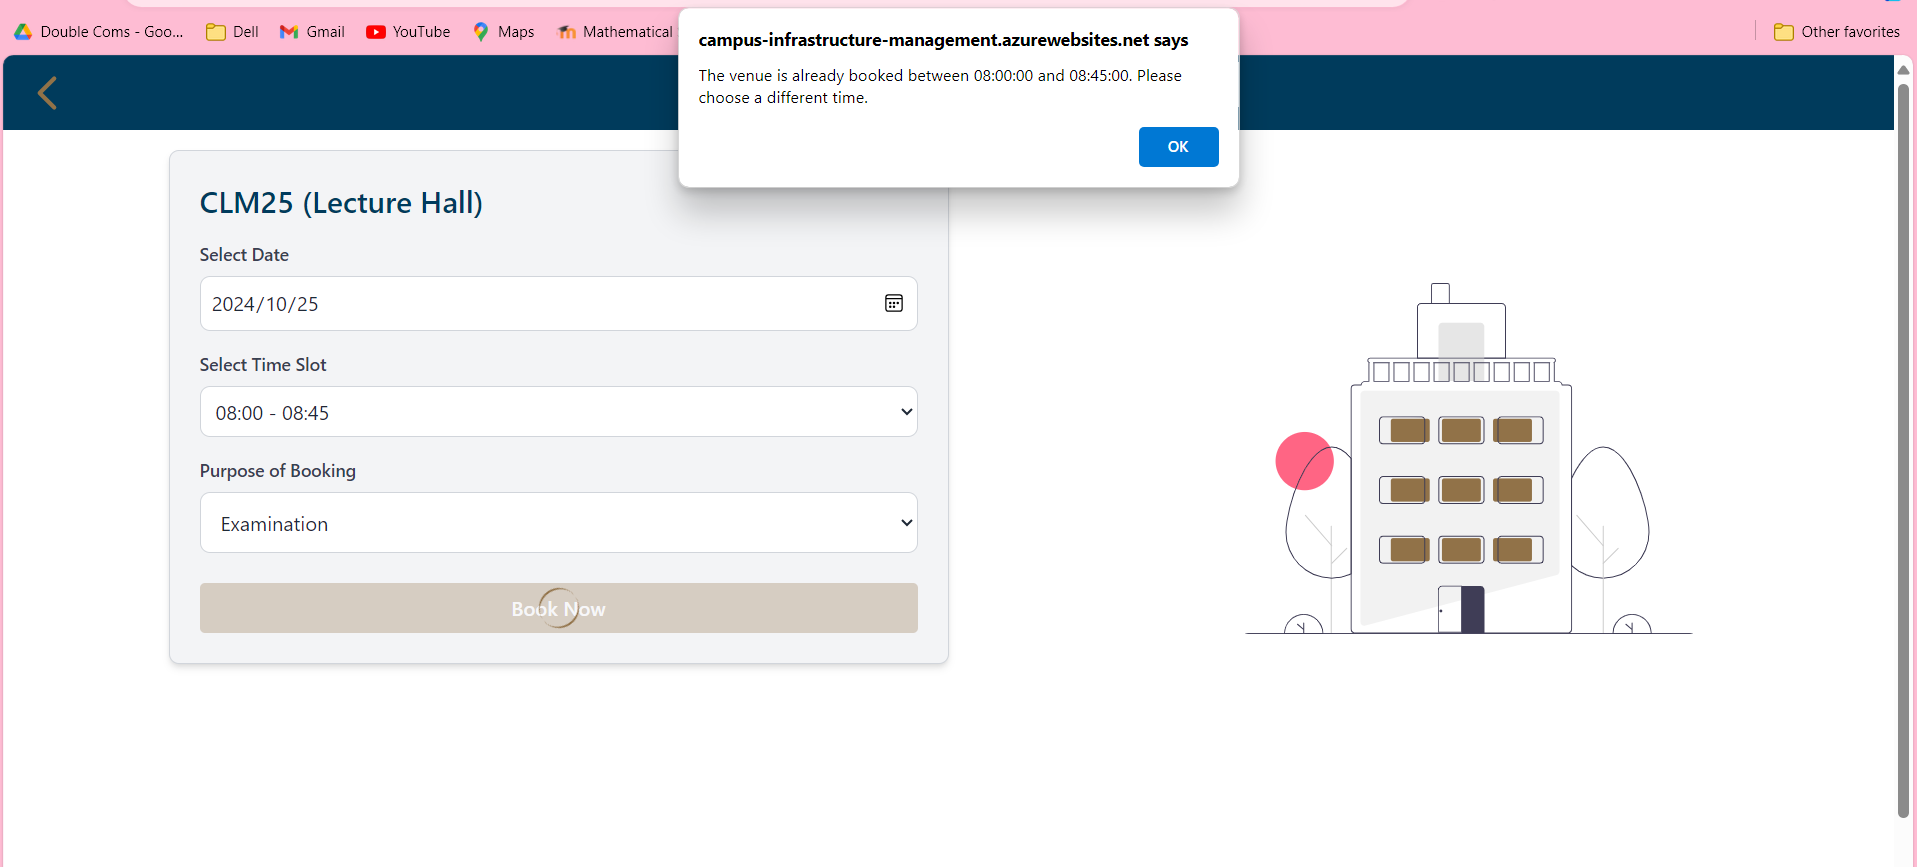 Double Coms - Goo...
Dell
Gmail
YouTube
Maps
Mathematical
Other favorites
campus-infrastructure-management.azurewebsites.net says
The venue is already booked between 08:00:00 and 08:45:00. Please
choose a different time.
OK
CLM25 (Lecture Hall)
Select Date
2024/10/25
Select Time Slot
08:00 - 08:45
Purpose of Booking
Examination
Book Now